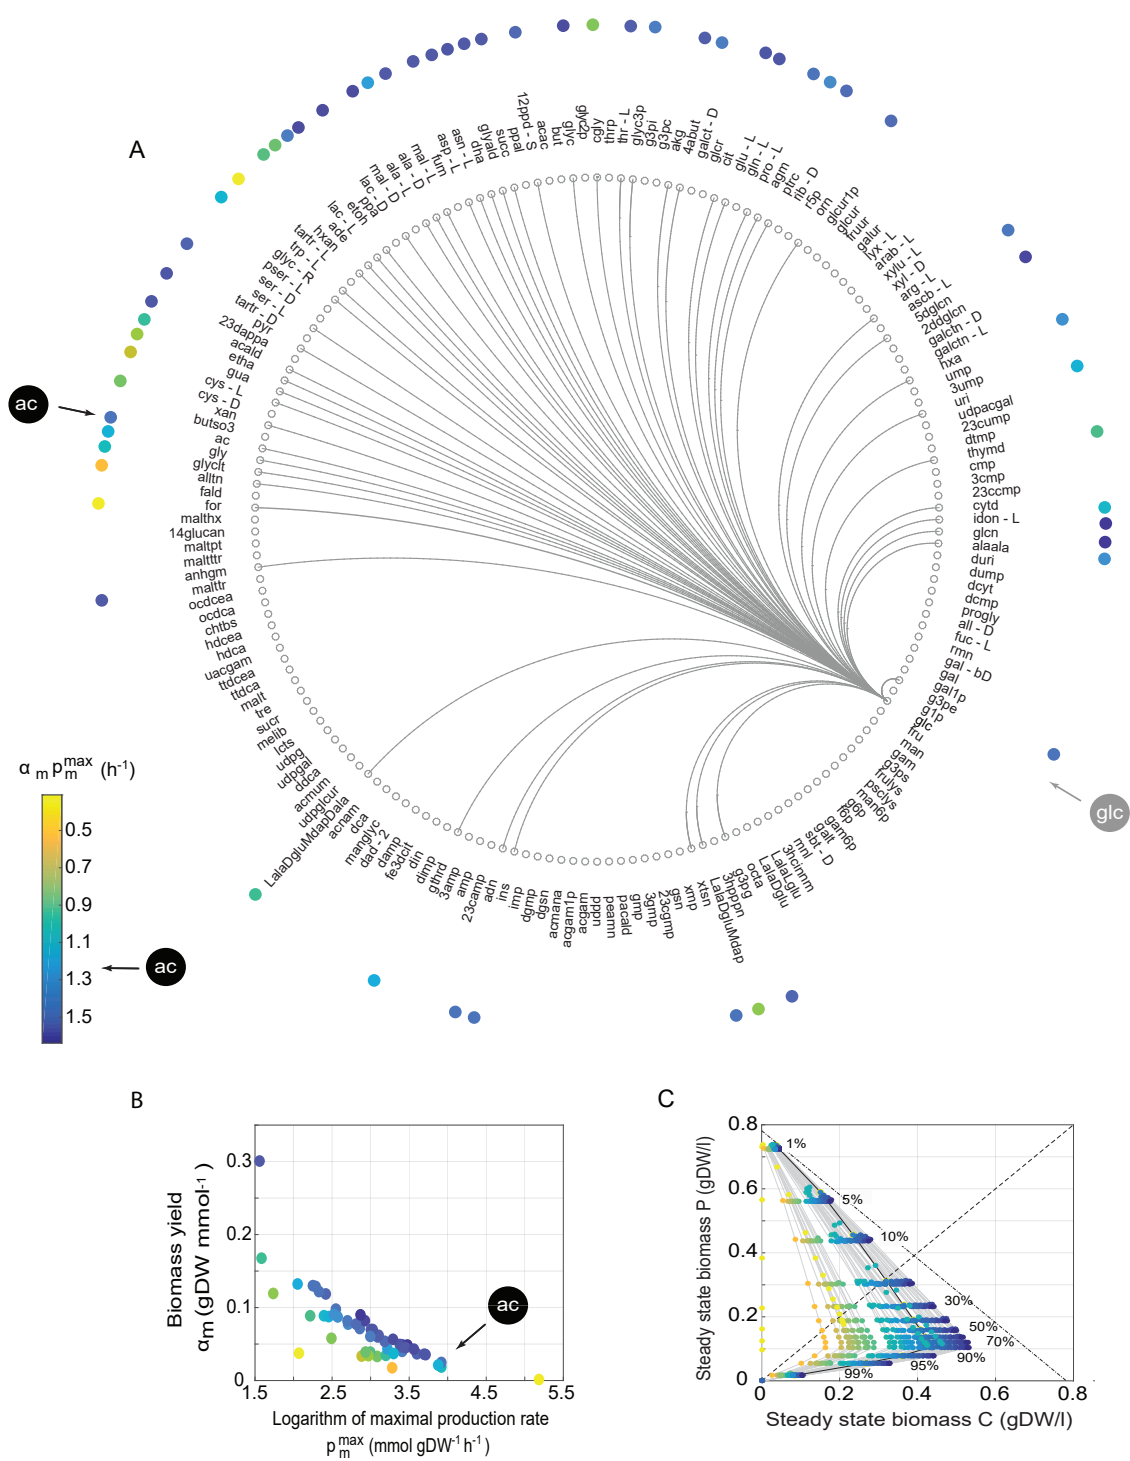 A
12ppd - S
acac
but
glyc
glyc2p
cgly
thrp
thr - L
glyc3p
g3pi
g3pc
akg
4abut
galct - D
glcr
cit
glu - L
gln - L
pro - L
agm
ptrc
rib - D
r5p
orn
glcur1p
glcur
fruur
galur
lyx - L
arab - L
xylu - L
xyl - D
arg - L
ascb - L
5dglcn
2ddglcn
galctn - D
galctn - L
hxa
ump
3ump
uri
udpacgal
23cump
dtmp
thymd
cmp
3cmp
23ccmp
cytd
idon - L
glcn
alaala
duri
dump
dcyt
dcmp
progly
all - D
fuc - L
rmn
gal - bD
gal
gal1p
g3pe
g1p
glc
fru
man
gam
g3ps
frulys
psclys
man6p
g6p
f6p
gam6p
galt
sbt - D
mnl
3ncinnm
LalaLglu
LalaDglu
octa
g3pg
3hpppn
LalaDgluMdap
xtsn
xmp
gsn
23cgmp
3gmp
gmp
pacald
peamn
uddd
acgam
acgam1p
acmana
dgsn
dgmp
imp
ins
adn
23camp
amp
3amp
gthrd
dimp
din
fe3dcit
damp
dad - 2
manglyc
dca
acnam
LalaDgluMdapDala
udpglcur
acmum
ddca
udpgal
udpg
lcts
melib
sucr
tre
malt
ttdca
ttdcea
uacgam
hdca
hdcea
chtbs
ocdca
ocdcea
malttr
anhgm
maltttr
maltpt
14glucan
malthx
for
fald
alltn
glyclt
gly
ac
butso3
xan
cys - D
cys - L
gua
etha
acald
23dappa
pyr
tartr - D
ser - L
ser - D
pser - L
glyc - R
trp - L
tartr - L
hxan
ade
lac - L
etoh
ppa
lac - D
mal - D
ala - D
ala - L
mal - L
fum
asp - L
asn - L
dha
glyald
succ
ppal
ac
glc
α m p m max (h-1)
0.5
0.7
0.9
1.1
1.3
1.5
ac
B
Biomass yield
αm (gDW mmol-1)
0.3
0.2
0.1
0
ac
1.5 2.5 3.5 4.5 5.5
Logarithm of maximal production rate
p m max (mmol gDW-1 h-1)
C
Steady state biomass P (gDW/l)
0.8
0.6
0.4
0.2
0
1%
5%
10%
30%
50%
70%
90%
95%
99%
0 0.2 0.4 0.6 0.8
Steady state biomass C (gDW/l)